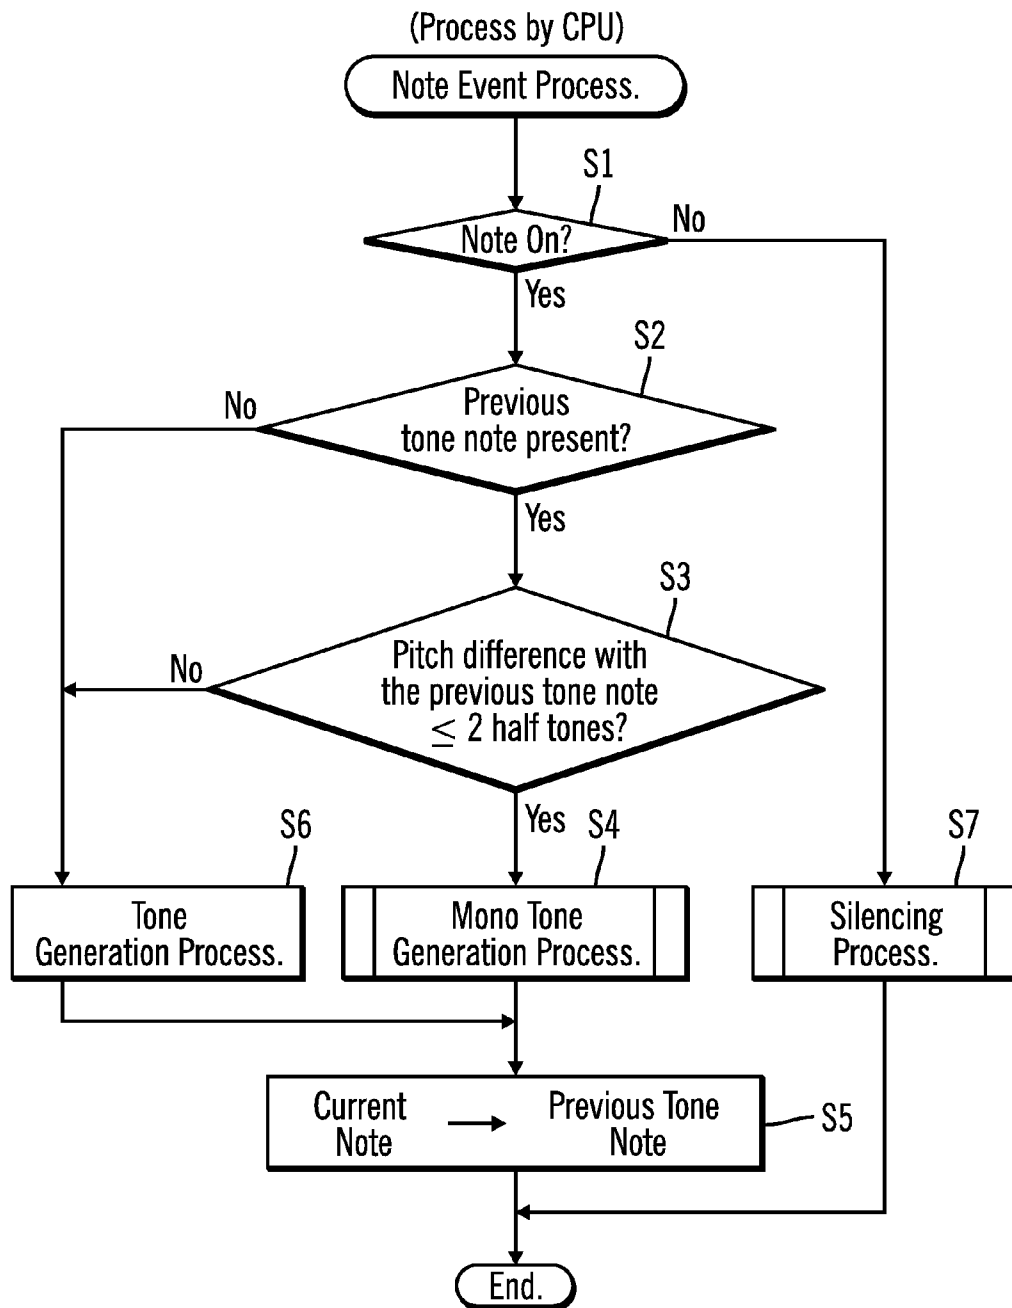 (Process by CPU)
Note Event Process.
S1
Note On?
No
Yes
S2
Previous
tone note present?
No
Yes
S3
Pitch difference with
the previous tone note
≤ 2 half tones?
No
Yes
S6
S4
S7
Tone
Generation Process.
Mono Tone
Generation Process.
Silencing
Process.
Current
Note
Previous Tone
Note
S5
End.